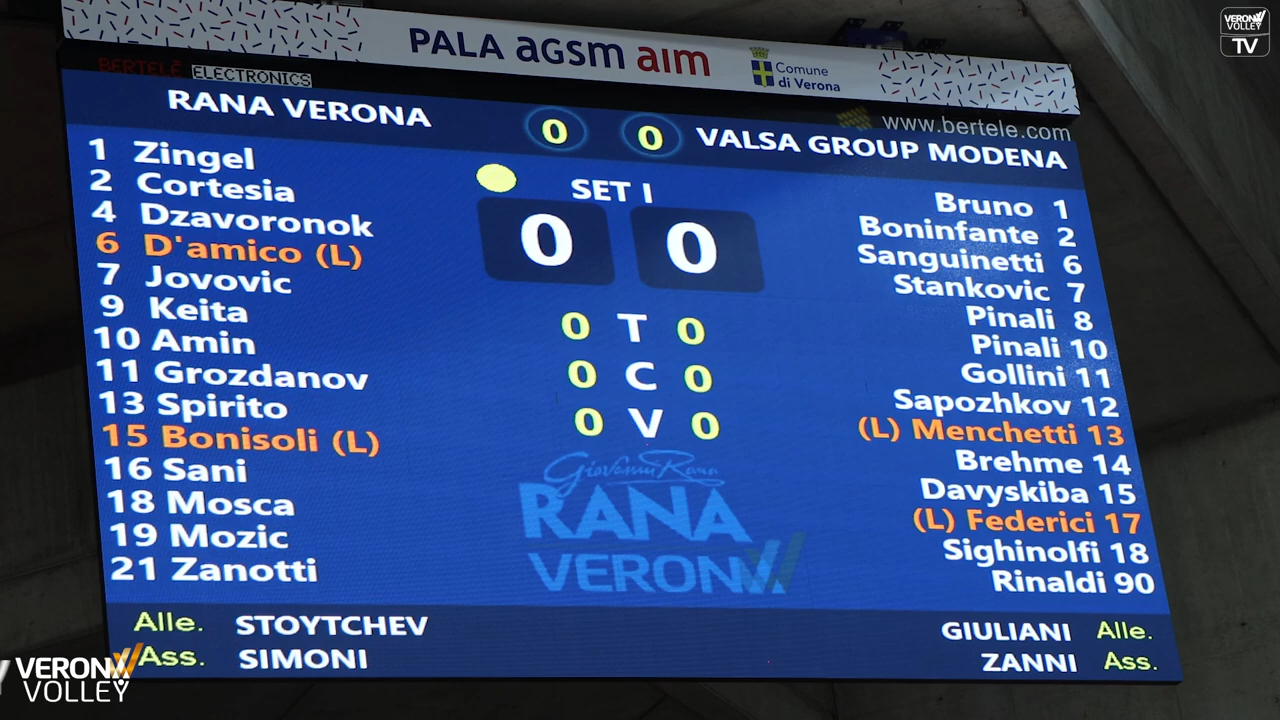 VERONA VOLLEY
TV
PALA agsm aim
Comune
di Verona
BERTELÈ ELECTRONICS
www.bertele.com
RANA VERONA 0 0 VALSA GROUP MODENA
SET 1
0 0
0 T 0
0 C 0
0 V 0
1 Zingel
2 Cortesia
4 Dzavoronok
6 D'amico (L)
7 Jovovic
9 Keita
10 Amin
11 Grozdanov
13 Spirito
15 Bonisoli (L)
16 Sani
18 Mosca
19 Mozic
21 Zanotti
Bruno 1
Boninfante 2
Sanguinetti 6
Stankovic 7
Pinali 8
Pinali 10
Gollini 11
Sapozhkov 12
(L) Menchetti 13
Brehme 14
Davyskiba 15
(L) Federici 17
Sighinolfi 18
Rinaldi 90
Giovanni Rana
RANA
VERONA
Alle. STOYTCHEV
Ass. SIMONI
GIULIANI Alle.
ZANNI Ass.
VERONA
VOLLEY